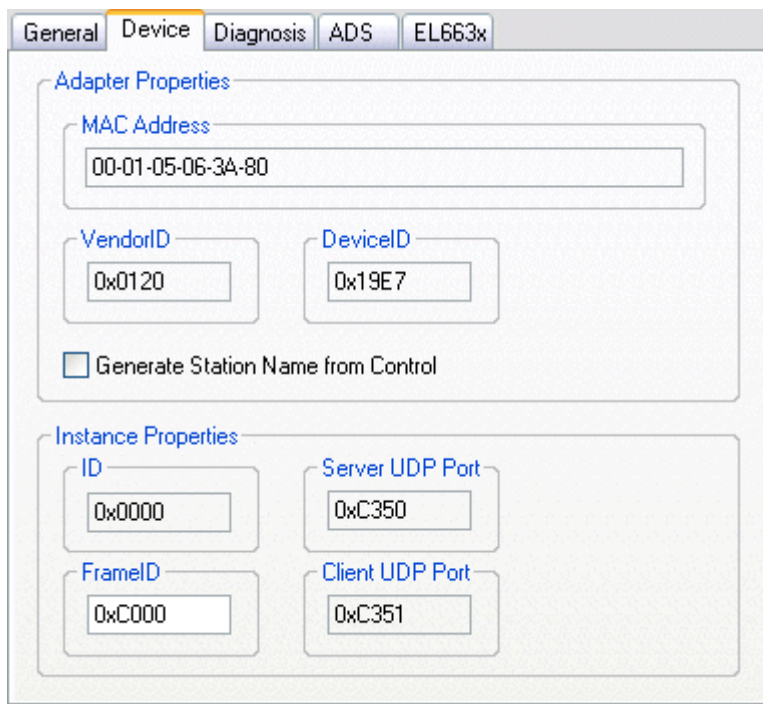 General Device Diagnosis ADS EL663x
Adapter Properties
MAC Address
00-01-05-06-3A-80
VendorID DeviceID
0x0120 0x19E7
Generate Station Name from Control
Instance Properties
ID Server UDP Port
0x0000 0xC350
FrameID Client UDP Port
0xC000 0xC351